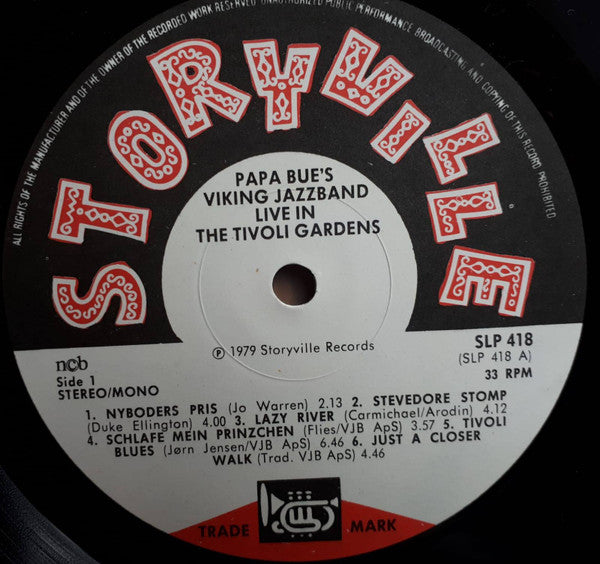 ALL RIGHTS OF THE MANUFACTURER AND OF THE OWNER OF THE RECORDED WORK RESERVED UNAUTHORIZED PUBLIC PERFORMANCE BROADCASTING AND COPYING OF THIS RECORD PROHIBITED
STORYVILLE
PAPA BUE'S
VIKING JAZZBAND
LIVE IN
THE TIVOLI GARDENS
Ⓟ 1979 Storyville Records
ncb
Side 1
STEREO/MONO
SLP 418
(SLP 418 A)
33 RPM
1. NYBODERS PRIS (Jo Warren) 2.13 2. STEVEDORE STOMP
(Duke Ellington) 4.00 3. LAZY RIVER (Carmichael/Arodin) 4.12
4. SCHLAFE MEIN PRINZCHEN (Flies/VJB ApS) 3.57 5. TIVOLI
BLUES (Jørn Jensen/VJB ApS) 6.46 6. JUST A CLOSER
WALK (Trad. VJB ApS) 4.46
TRADE MARK